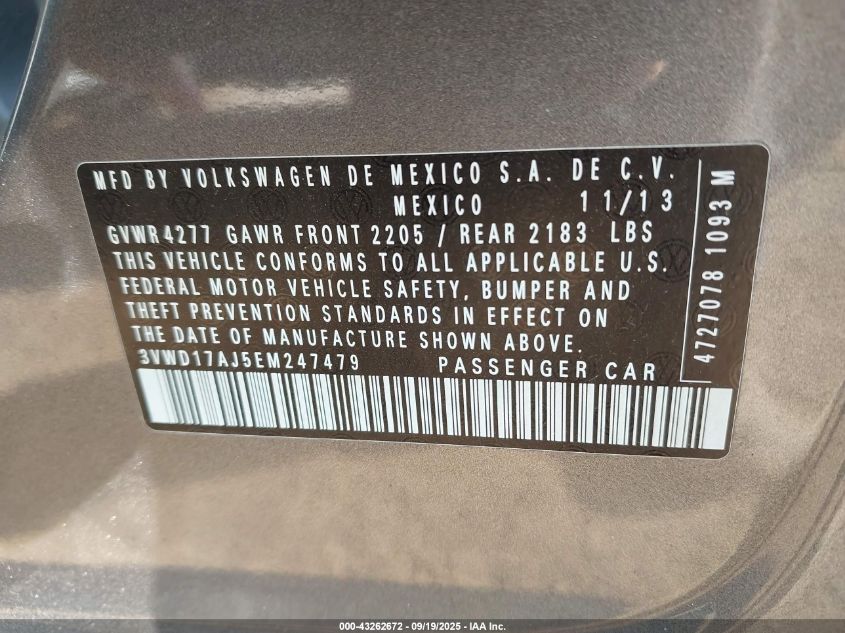 MFD BY VOLKSWAGEN DE MEXICO S.A. DE C.V.
MEXICO 11/13
GVWR 4277 GAWR FRONT 2205 / REAR 2183 LBS
THIS VEHICLE CONFORMS TO ALL APPLICABLE U.S.
FEDERAL MOTOR VEHICLE SAFETY, BUMPER AND
THEFT PREVENTION STANDARDS IN EFFECT ON
THE DATE OF MANUFACTURE SHOWN ABOVE.
3VWD17AJ5EM247479 PASSENGER CAR
4727078 1093 M
000-43262672 - 09/19/2025 - IAA Inc.